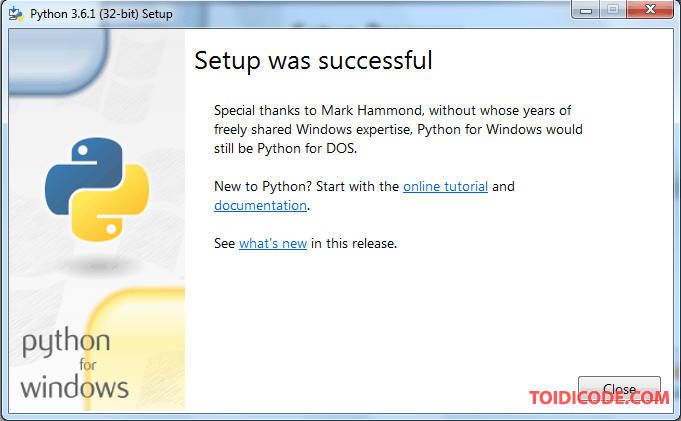 Python 3.6.1 (32-bit) Setup
Setup was successful
Special thanks to Mark Hammond, without whose years of
freely shared Windows expertise, Python for Windows would
still be Python for DOS.
New to Python? Start with the online tutorial and
documentation.
See what's new in this release.
python
for
windows
Close
TOIDICODE.COM